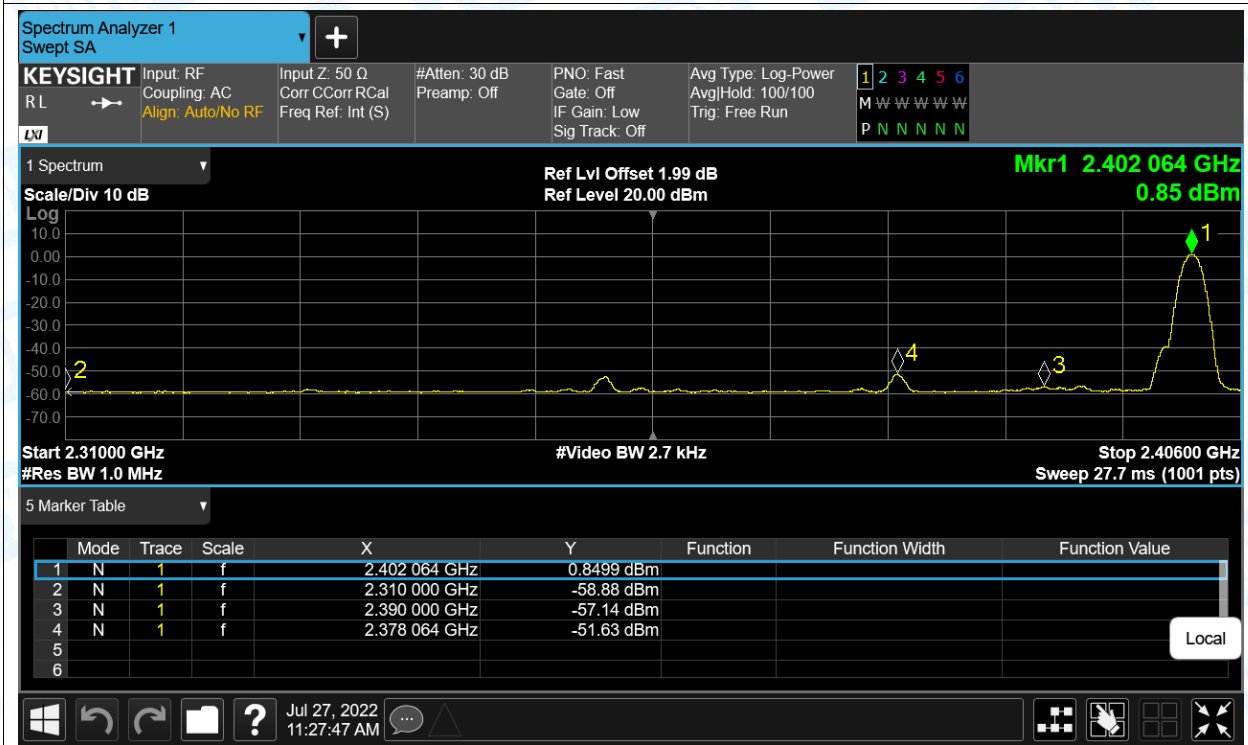 Spectrum Analyzer 1
Swept SA
KEYSIGHT
R L
LXI
Input: RF
Coupling: AC
Align: Auto/No RF
Input Z: 50 Ω
Corr CCorr RCal
Freq Ref: Int (S)
#Atten: 30 dB
Preamp: Off
PNO: Fast
Gate: Off
IF Gain: Low
Sig Track: Off
Avg Type: Log-Power
Avg|Hold: 100/100
Trig: Free Run
1 2 3 4 5 6
M W W W W W
P N N N N N
1 Spectrum
Scale/Div 10 dB
Ref Lvl Offset 1.99 dB
Ref Level 20.00 dBm
Mkr1 2.402 064 GHz
0.85 dBm
Log
10.0
0.00
-10.0
-20.0
-30.0
-40.0
-50.0
-60.0
-70.0
1
2
4
3
Start 2.31000 GHz
#Video BW 2.7 kHz
Stop 2.40600 GHz
#Res BW 1.0 MHz
Sweep 27.7 ms (1001 pts)
5 Marker Table
Mode Trace Scale X Y Function Function Width Function Value
1 N 1 f 2.402 064 GHz 0.8499 dBm
2 N 1 f 2.310 000 GHz -58.88 dBm
3 N 1 f 2.390 000 GHz -57.14 dBm
4 N 1 f 2.378 064 GHz -51.63 dBm
5
6
Local
?
Jul 27, 2022
11:27:47 AM